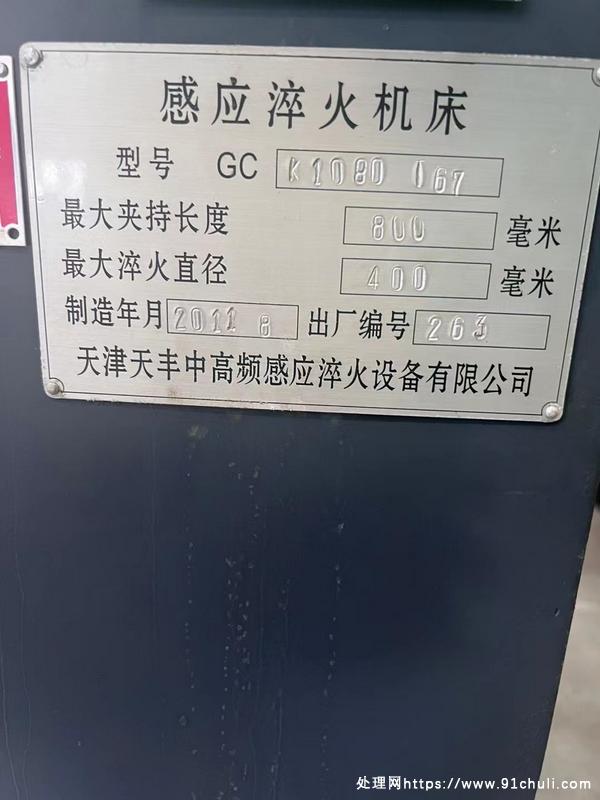 感应淬火机床
型号 GC K1080 067
最大夹持长度 800 毫米
最大淬火直径 400 毫米
制造年月 2011 8 出厂编号 263
天津天丰中高频感应淬火设备有限公司
处理网https://www.91chuli.com/